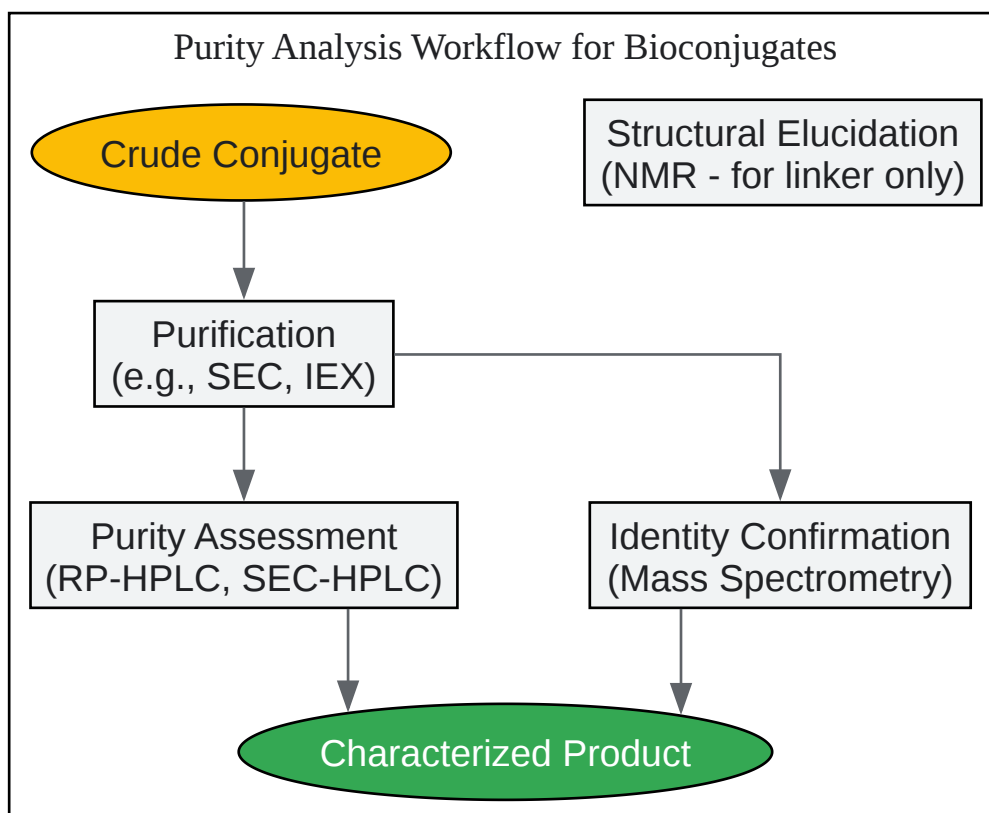 Purity Analysis Workflow for Bioconjugates
Crude Conjugate
Structural Elucidation
(NMR - for linker only)
Purification
(e.g., SEC, IEX)
Purity Assessment
(RP-HPLC, SEC-HPLC)
Identity Confirmation
(Mass Spectrometry)
Characterized Product